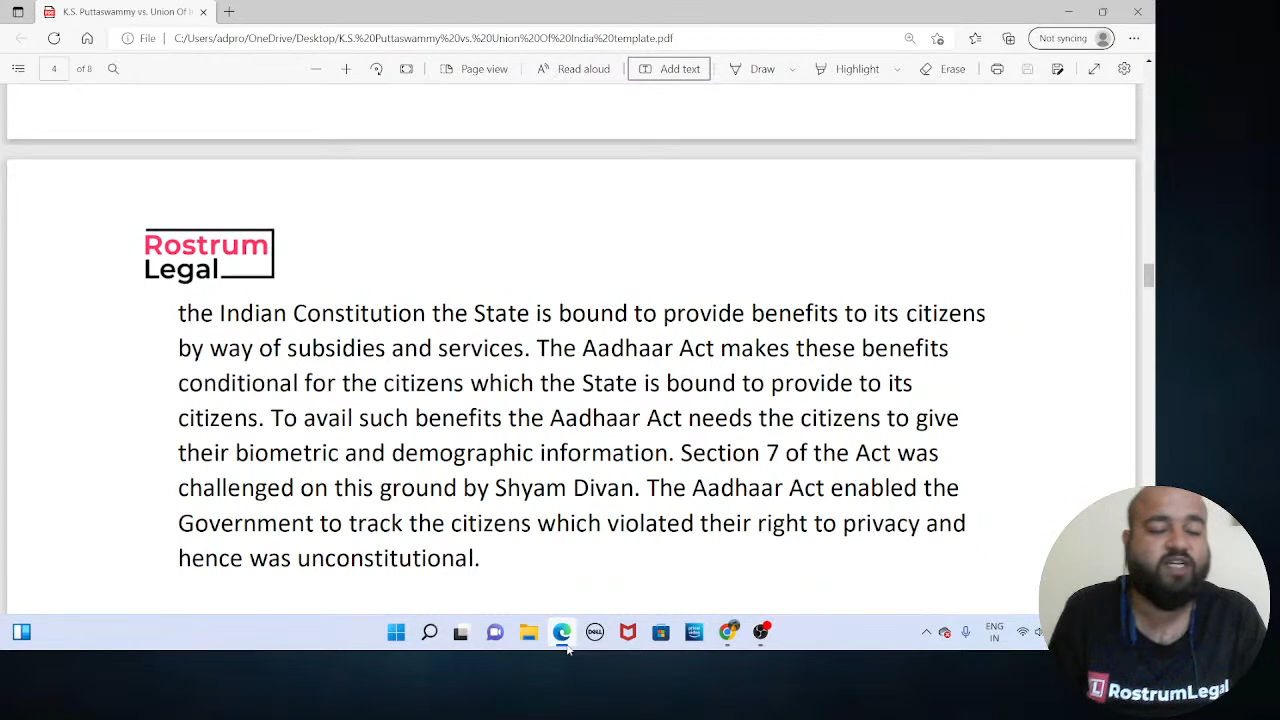 K.S. Puttaswammy vs. Union Of I
File
C:/Users/adpro/OneDrive/Desktop/K.S.%20Puttaswammy%20vs.%20Union%20Of%20India%20template.pdf
Not syncing
4 of 8
Page view
Read aloud
Add text
Draw
Highlight
Erase
Rostrum
Legal
the Indian Constitution the State is bound to provide benefits to its citizens
by way of subsidies and services. The Aadhaar Act makes these benefits
conditional for the citizens which the State is bound to provide to its
citizens. To avail such benefits the Aadhaar Act needs the citizens to give
their biometric and demographic information. Section 7 of the Act was
challenged on this ground by Shyam Divan. The Aadhaar Act enabled the
Government to track the citizens which violated their right to privacy and
hence was unconstitutional.
DELL
ENG
IN
L RostrumLegal